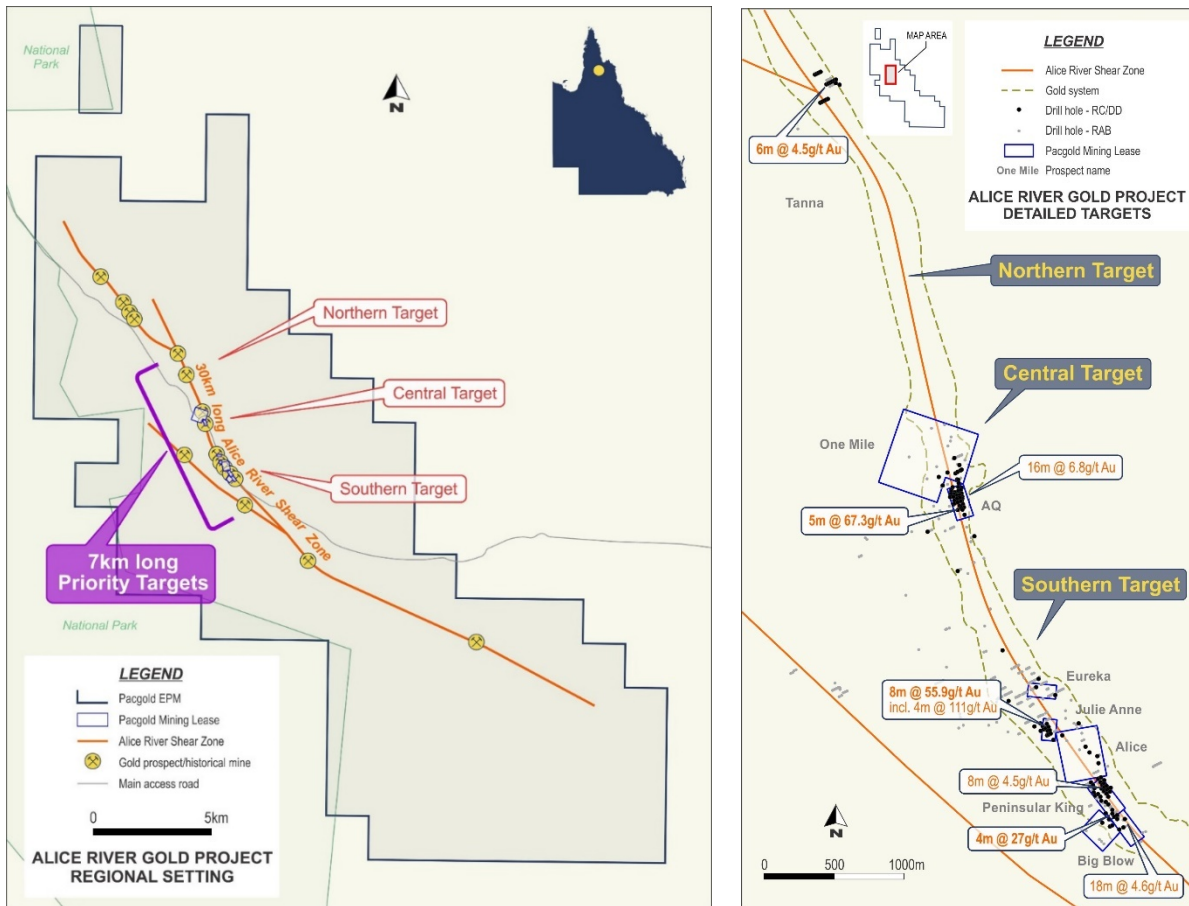 National
Park
N
Northern Target
30km long Alice River Shear Zone
Central Target
Southern Target
7km long
Priority Targets
National Park
LEGEND
Pacgold EPM
Pacgold Mining Lease
Alice River Shear Zone
Gold prospect/historical mine
Main access road
0 5km
ALICE RIVER GOLD PROJECT
REGIONAL SETTING
MAP AREA
LEGEND
Alice River Shear Zone
Gold system
Drill hole - RC/DD
Drill hole - RAB
Pacgold Mining Lease
One Mile Prospect name
ALICE RIVER GOLD PROJECT
DETAILED TARGETS
6m @ 4.5g/t Au
Tanna
Northern Target
Central Target
One Mile
16m @ 6.8g/t Au
AQ
5m @ 67.3g/t Au
Southern Target
Eureka
8m @ 55.9g/t Au
incl. 4m @ 111g/t Au
Julie Anne
Alice
8m @ 4.5g/t Au
Peninsular King
N
4m @ 27g/t Au
Big Blow
0 500 1000m
18m @ 4.6g/t Au